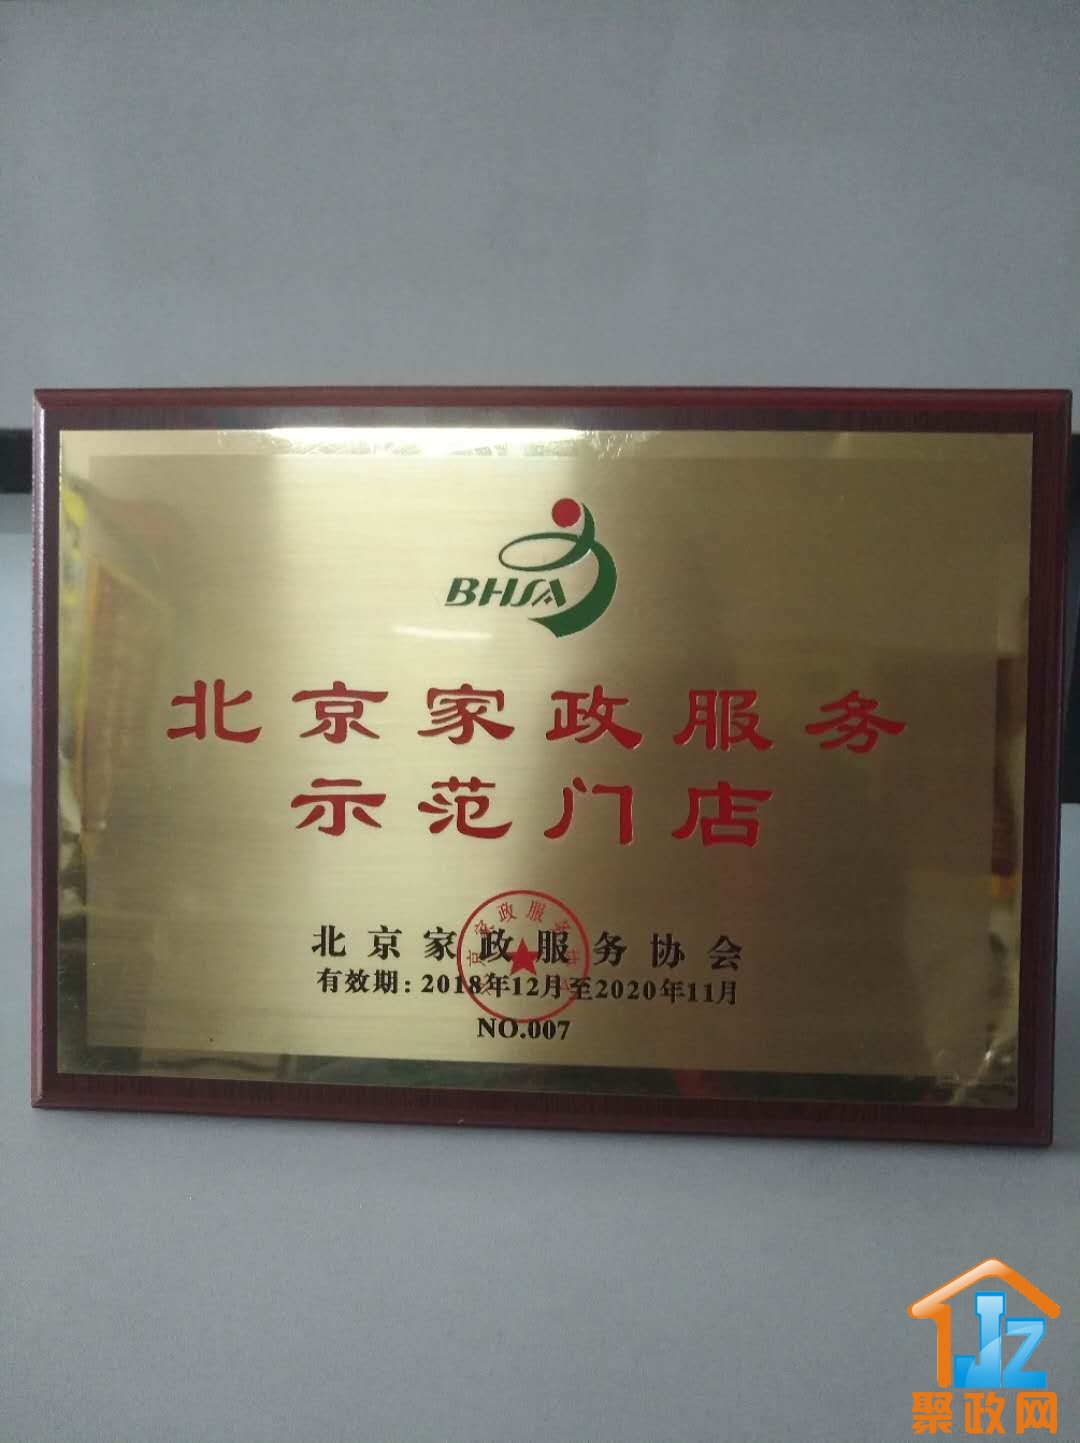 BHSA
北京家政服务
示范门店
北京家政服务协会
有效期：2018年12月至2020年11月
NO.007
JZ
聚政网